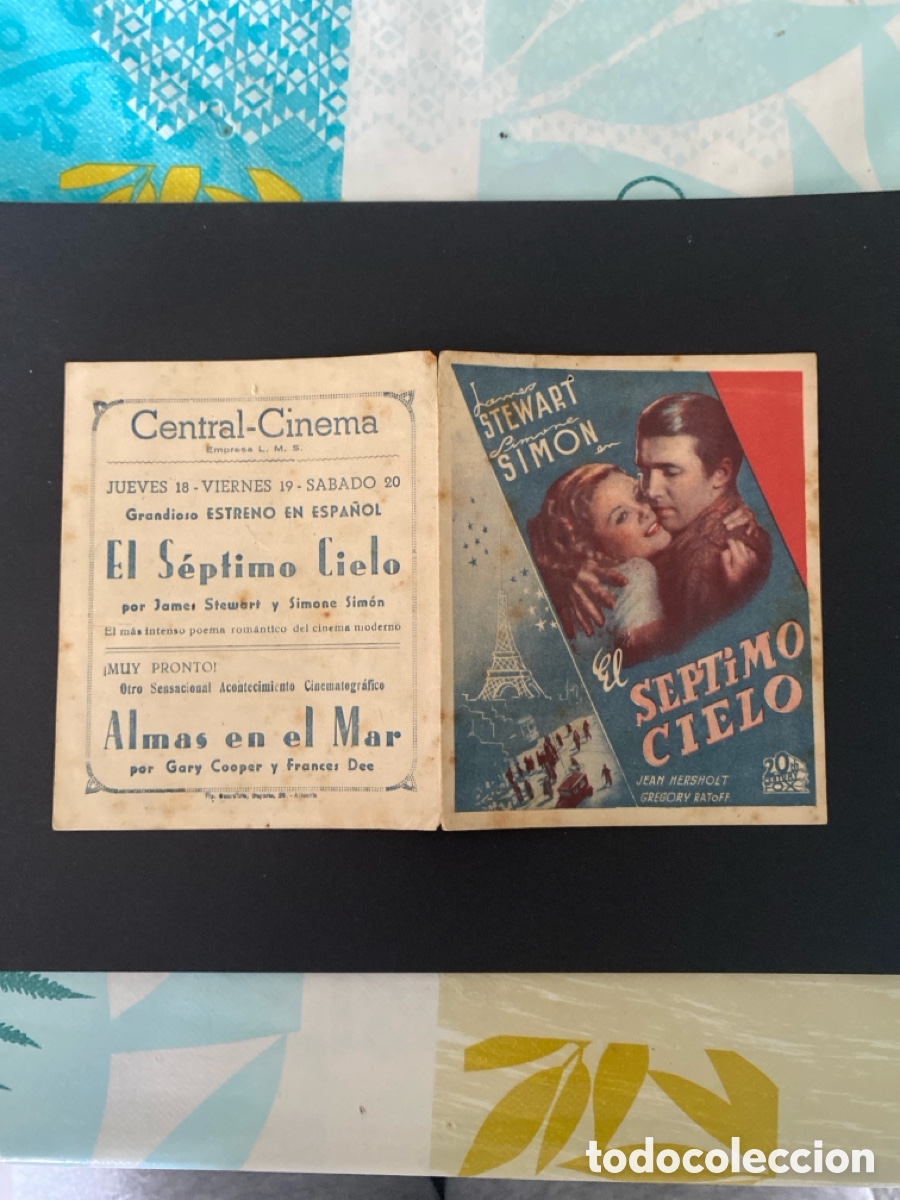 Central-Cinema
Empresa L. M. S.
JUEVES 18 - VIERNES 19 - SABADO 20
Grandioso ESTRENO EN ESPAÑOL
El Séptimo Cielo
por James Stewart y Simone Simón
El más intenso poema romántico del cinema moderno
¡MUY PRONTO!
Otro Sensacional Acontecimiento Cinematográfico
Almas en el Mar
por Gary Cooper y Frances Dee
James
STEWART
Simone
SIMON
en
El
SEPTiMO
CIELO
JEAN HERSHOLT
GREGORY RATOFF
20th
CENTURY
FOX
todocoleccion